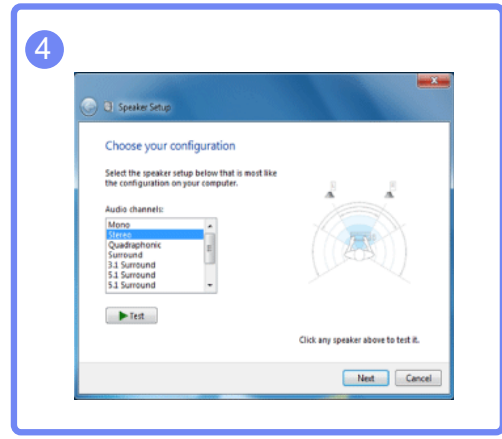 4
Speaker Setup
Choose your configuration
Select the speaker setup below that is most like
the configuration on your computer.
Audio channels:
Mono
Stereo
Quadraphonic
Surround
3.1 Surround
5.1 Surround
5.1 Surround
Test
Click any speaker above to test it.
Next
Cancel